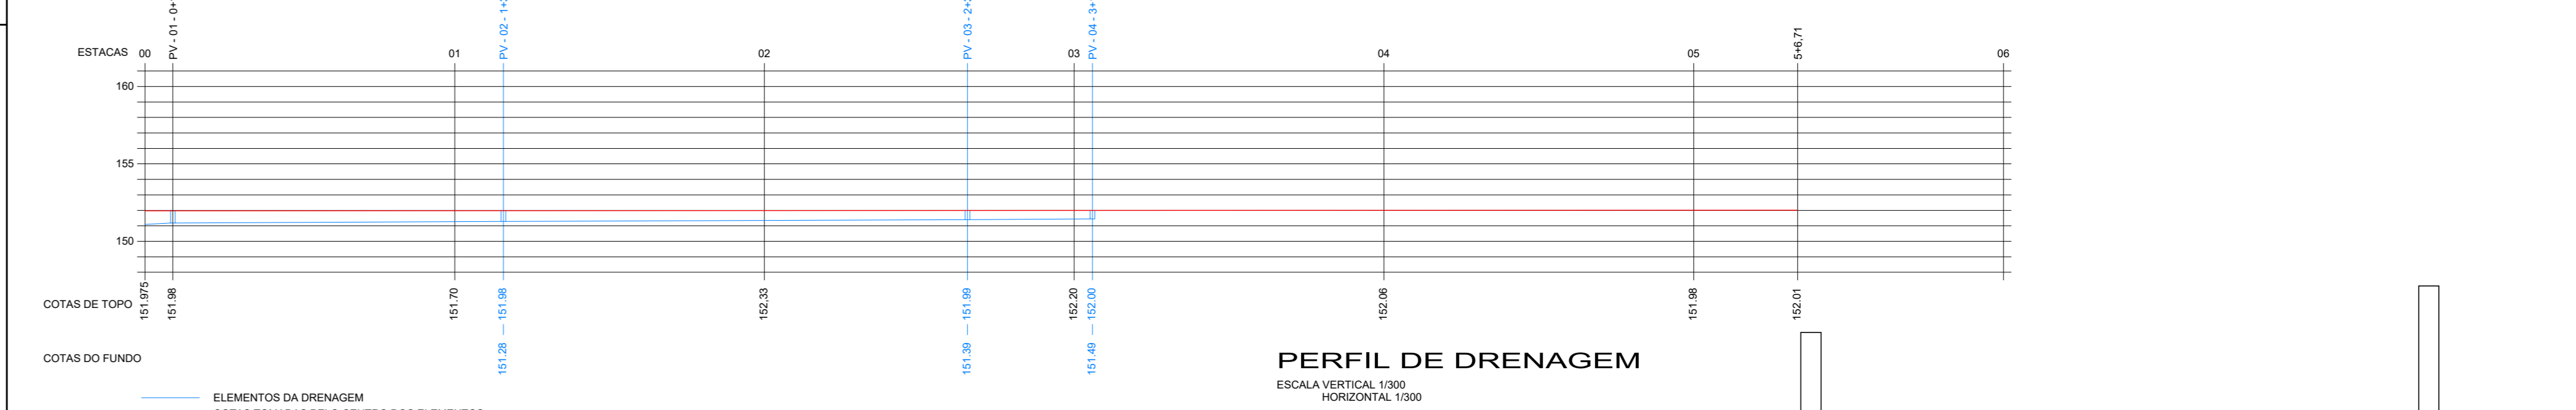 PV - 01 - 0+
PV - 02 - 1+
PV - 03 - 2+
PV - 04 - 3+
5+6,71
ESTACAS 00 01 02 03 04 05 06
160
155
150
COTAS DE TOPO 151.975 151.98 151.70 151.98 152.33 151.99 152.20 152.00 152.06 151.98 152.01
COTAS DO FUNDO 151.28 151.39 151.49
PERFIL DE DRENAGEM
ESCALA VERTICAL 1/300
HORIZONTAL 1/300
ELEMENTOS DA DRENAGEM